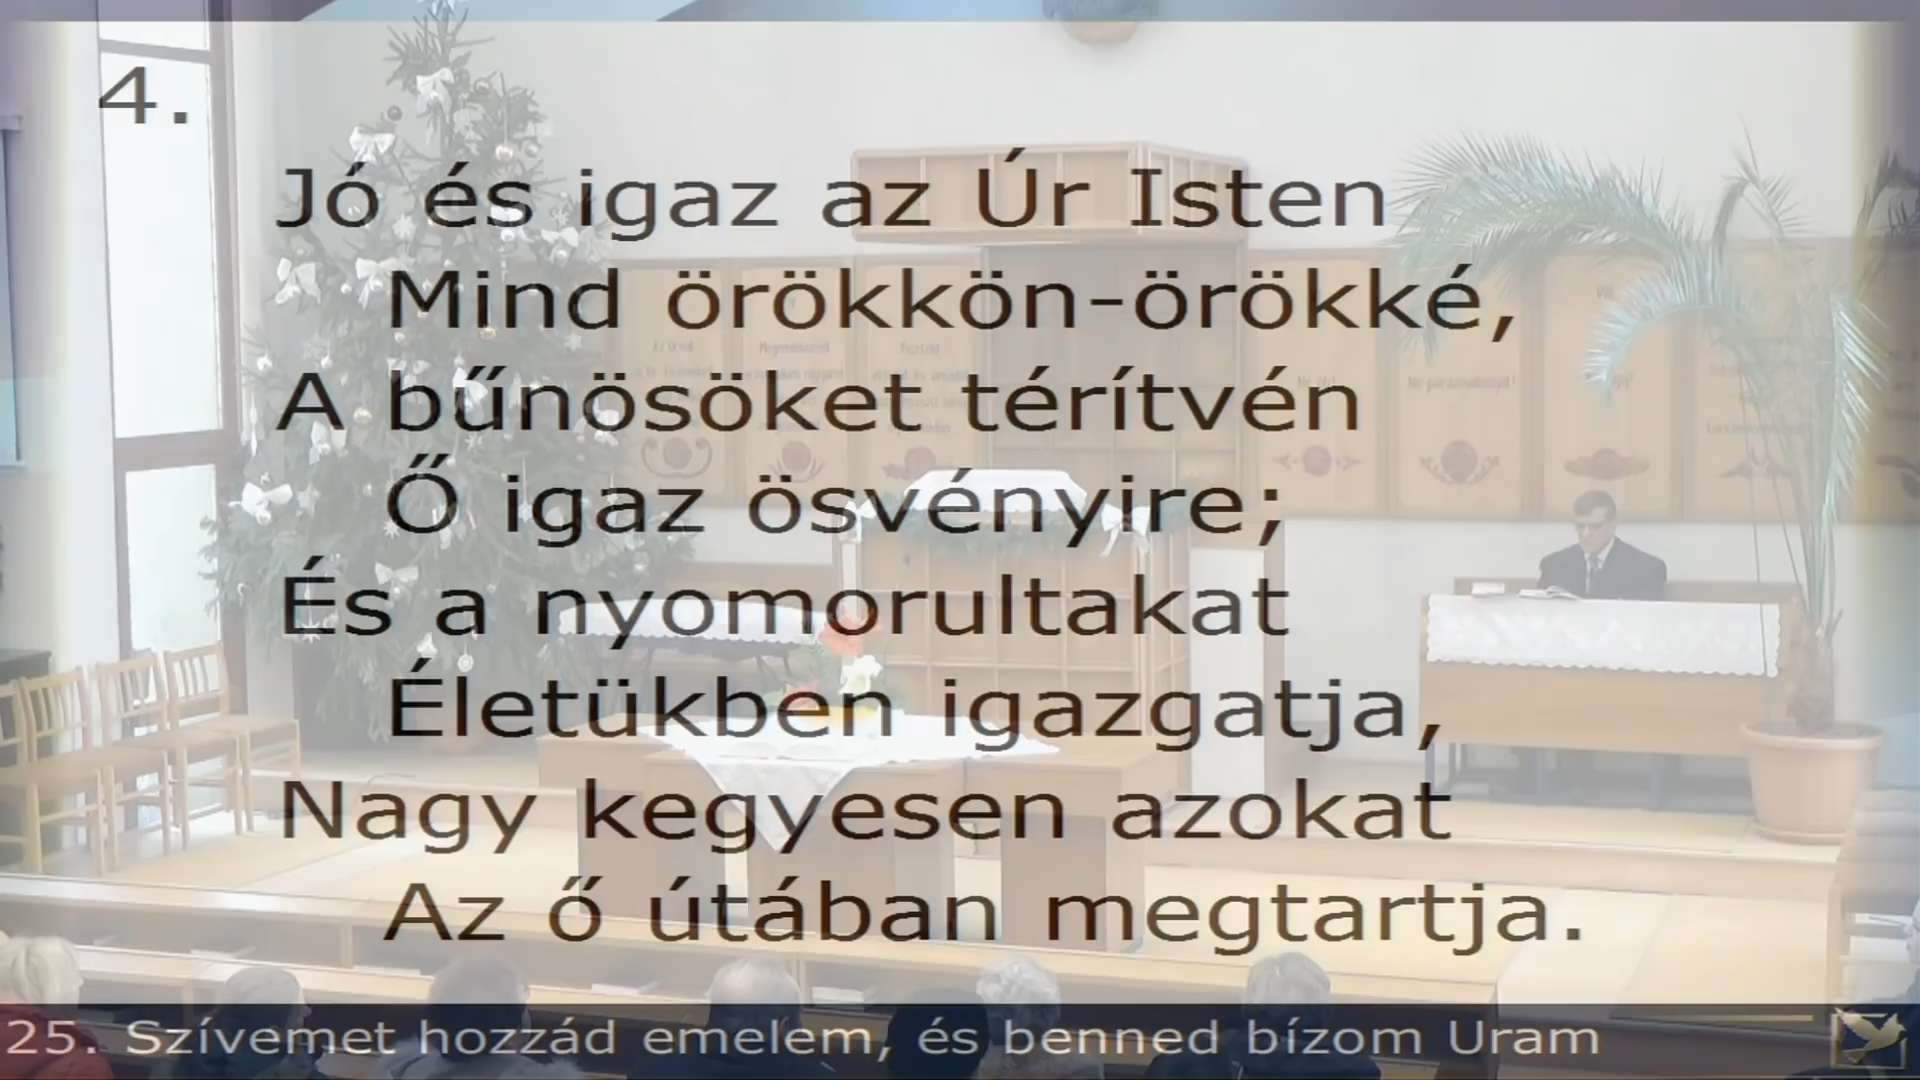 4.
Jó és igaz az Úr Isten
Mind örökkön-örökké,
A bűnösöket térítvén
Ő igaz ösvényire;
És a nyomorultakat
Életükben igazgatja,
Nagy kegyesen azokat
Az ő útában megtartja.
25. Szívemet hozzád emelem, és benned bízom Uram